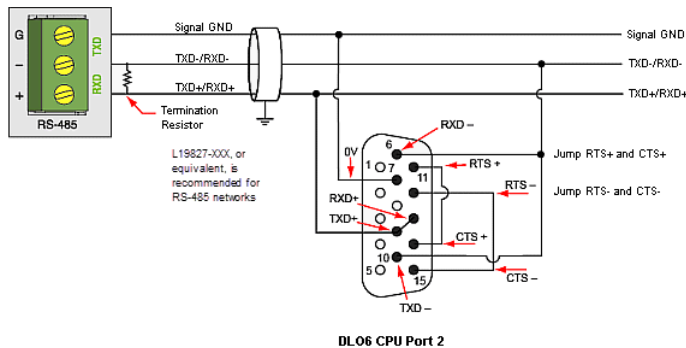 Signal GND
Signal GND
G
TXD
TXD-/RXD-
TXD-/RXD-
–
RXD
TXD+/RXD+
TXD+/RXD+
+
RS-485
Termination
Resistor
L19827-XXX, or
equivalent, is
recommended for
RS-485 networks
RXD –
6
0V
1
7
RTS +
11
Jump RTS+ and CTS+
RTS –
Jump RTS- and CTS-
RXD+
TXD+
CTS +
10
5
15
CTS –
TXD –
DL06 CPU Port 2